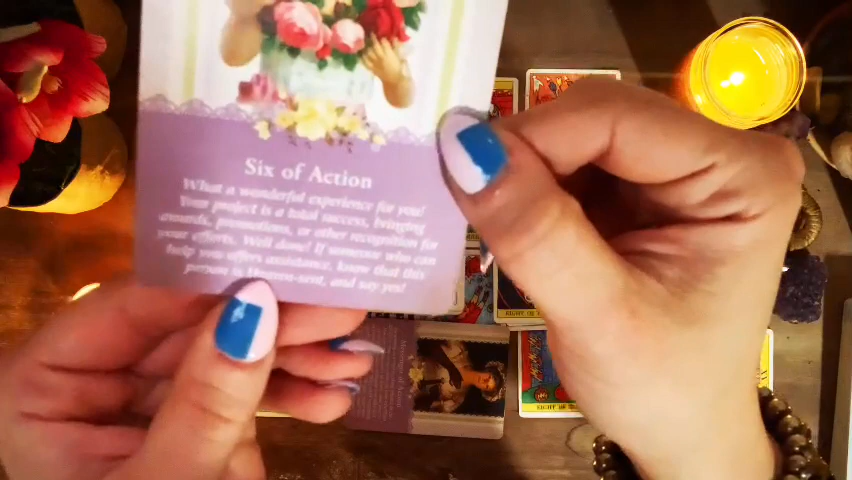 Six of Action
What a wonderful experience for you!
Your project is a total success, bringing
awards, promotions, or other recognition for
your efforts. Well done! If someone who can
help you offers assistance, know that this
person is Heaven-sent, and say yes!
EIGHT OF
EIGHT OF